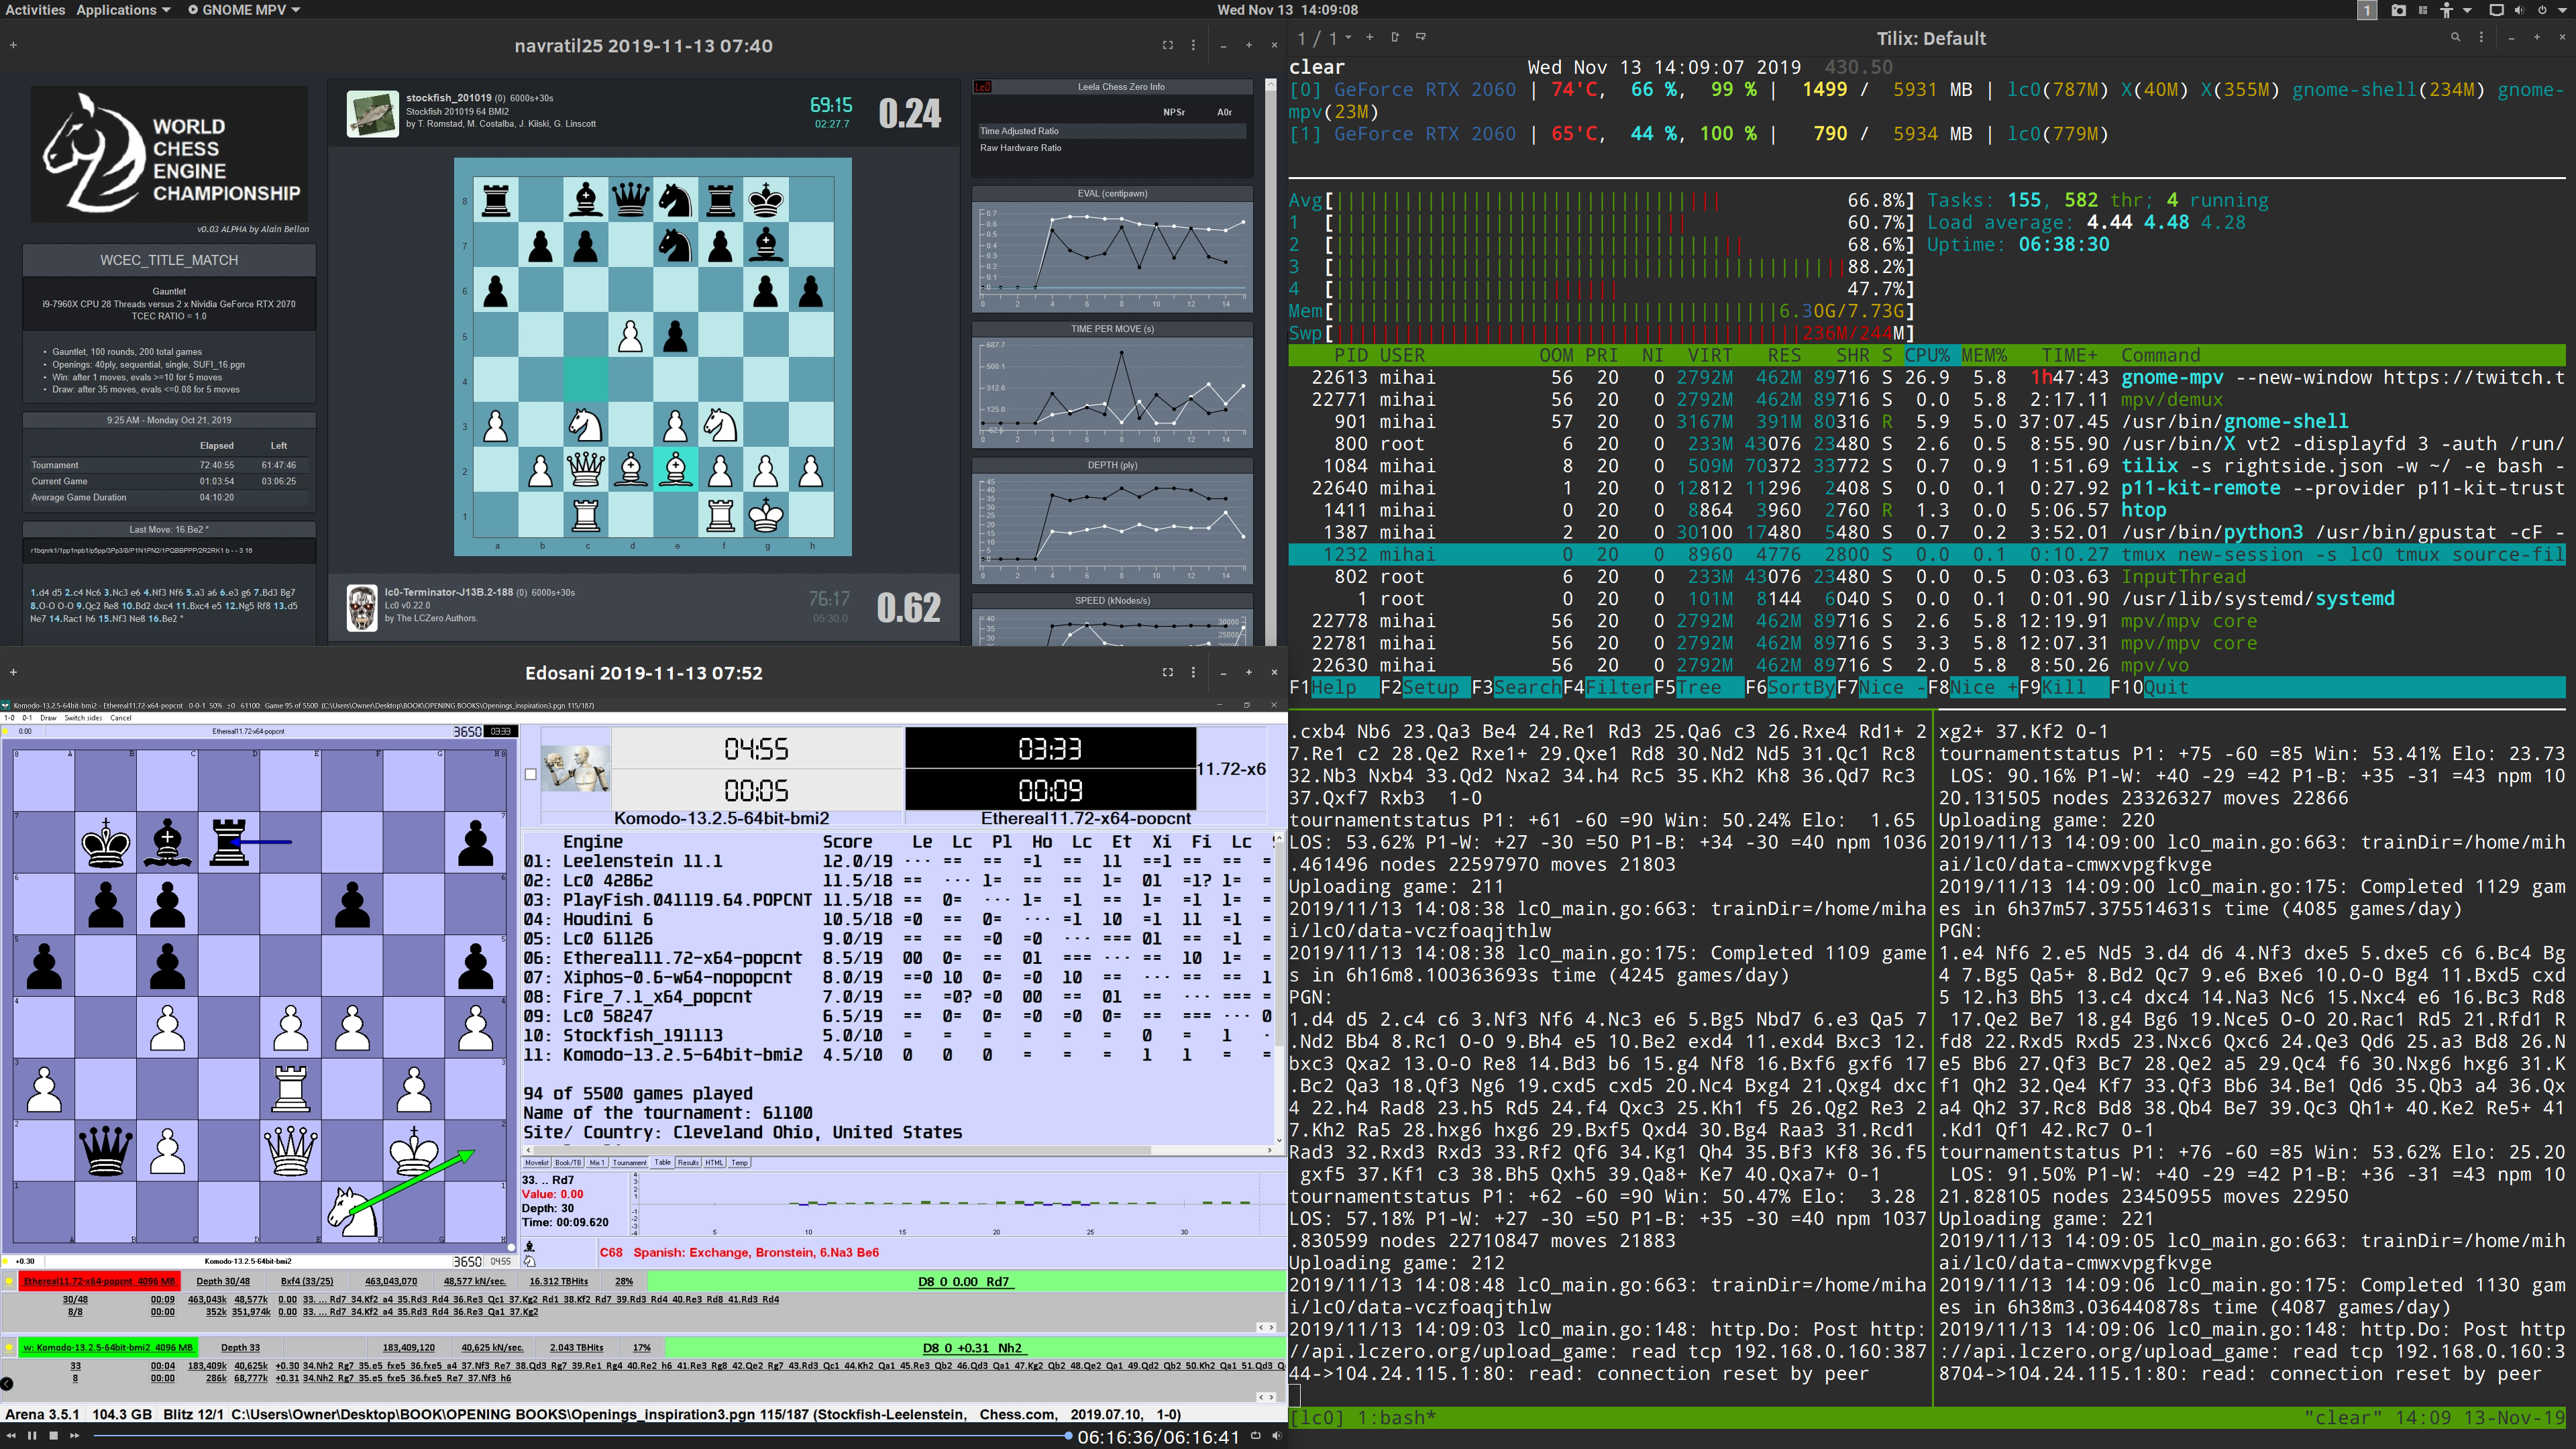 Activities Applications GNOME MPV Wed Nov 13 14:09:08 1
navratil25 2019-11-13 07:40
WORLD
CHESS
ENGINE
CHAMPIONSHIP
v0.03 ALPHA by Alain Bellon
WCEC_TITLE_MATCH
Gauntlet
i9-7960X CPU 28 Threads versus 2 x Nvidia GeForce RTX 2070
TCEC RATIO = 1.0
• Gauntlet, 100 rounds, 200 total games
• Openings: 40ply, sequential, single, SUFI_16.pgn
• Win: after 1 moves, evals >=10 for 5 moves
• Draw: after 35 moves, evals <=0.08 for 5 moves
9:25 AM - Monday Oct 21, 2019
Elapsed Left
Tournament 72:40:55 61:47:46
Current Game 01:03:54 03:06:25
Average Game Duration 04:10:20
Last Move: 16.Be2 *
r1bqnrk1/1pp1npb1/p5pp/3Pp3/8/P1N1PN2/1PQBBPPP/2R2RK1 b - - 3 16
1.d4 d5 2.c4 Nc6 3.Nc3 e6 4.Nf3 Nf6 5.a3 a6 6.e3 g6 7.Bd3 Bg7
8.O-O O-O 9.Qc2 Re8 10.Bd2 dxc4 11.Bxc4 e5 12.Ng5 Rf8 13.d5
Ne7 14.Rac1 h6 15.Nf3 Ne8 16.Be2 *
stockfish_201019 (0) 6000s+30s
Stockfish 201019 64 BMI2
by T. Romstad, M. Costalba, J. Kiiski, G. Linscott
69:15
02:27.7
0.24
8
7
6
5
4
3
2
1
a b c d e f g h
lc0-Terminator-J13B.2-188 (0) 6000s+30s
Lc0 v0.22.0
by The LCZero Authors.
76:17
05:30.0
0.62
Lc0 Leela Chess Zero Info
NPSr A0r
Time Adjusted Ratio
Raw Hardware Ratio
EVAL (centipawn)
TIME PER MOVE (s)
DEPTH (ply)
SPEED (kNodes/s)
Edosani 2019-11-13 07:52
Komodo-13.2.5-64bit-bmi2 - Ethereal11.72-x64-popcnt 0-0-1 50% ±0 61100: Game 95 of 5500 (C:\Users\Owner\Desktop\BOOK\OPENING BOOKS\Openings_inspiration3.pgn 115/187)
1-0 0-1 Draw Switch sides Cancel
0.00 Ethereal11.72-x64-popcnt 3650 03:33
+0.30 Komodo-13.2.5-64bit-bmi2 3650 04:55
04:55 03:33
00:05 00:09
11.72-x6
Komodo-13.2.5-64bit-bmi2 Ethereal11.72-x64-popcnt
Engine Score Le Lc Pl Ho Lc Et Xi Fi Lc
01: Leelenstein 11.1 12.0/19 ··· == == =1 == 11 ==1 == == =
02: Lc0 42862 11.5/18 == ··· 1= == == 1= 01 =1? 1= =
03: PlayFish.041119.64.POPCNT 11.5/18 == 0= ··· 1= =1 == 1= 1= 1= =
04: Houdini 6 10.5/18 =0 == 0= ··· =1 10 =1 11 =1 =
05: Lc0 61126 9.0/19 == == =0 =0 ··· === 01 == =1 =
06: Ethereal11.72-x64-popcnt 8.5/19 00 0= == 01 === ··· == 10 1= =
07: Xiphos-0.6-w64-nopopcnt 8.0/19 ==0 10 0= =0 10 == ··· == == 1
08: Fire_7.1_x64_popcnt 7.0/19 == =0? =0 00 == 01 == ··· === =
09: Lc0 58247 6.5/19 == 0= 0= =0 =0 0= == === ··· 0
10: Stockfish_191113 5.0/10 = = = = = = 0 = 1 ·
11: Komodo-13.2.5-64bit-bmi2 4.5/10 0 0 0 = = = 1 1 = =
94 of 5500 games played
Name of the tournament: 61100
Site/ Country: Cleveland Ohio, United States
Movelist Book/TB Mix 1 Tournament Table Results HTML Temp
33. .. Rd7
Value: 0.00
Depth: 30
Time: 00:09.620
5 10 15 20 25 30
C68 Spanish: Exchange, Bronstein, 6.Na3 Be6
Ethereal11.72-x64-popcnt 4096 MB Depth 30/48 Bxf4 (33/25) 463,043,070 48,577 kN/sec. 16.312 TBHits 28% D8 0 0.00 Rd7
30/48 00:09 463,043k 48,577k 0.00 33. ... Rd7 34.Kf2 a4 35.Rd3 Rd4 36.Re3 Qc1 37.Kg2 Rd1 38.Kf2 Rd7 39.Rd3 Rd4 40.Re3 Rd8 41.Rd3 Rd4
8/8 00:00 352k 351,974k 0.00 33. ... Rd7 34.Kf2 a4 35.Rd3 Rd4 36.Re3 Qa1 37.Kg2
w: Komodo-13.2.5-64bit-bmi2 4096 MB Depth 33 183,409,120 40,625 kN/sec. 2.043 TBHits 17% D8 0 +0.31 Nh2
33 00:04 183,409k 40,625k +0.30 34.Nh2 Rg7 35.e5 fxe5 36.fxe5 a4 37.Nf3 Re7 38.Qd3 Rg7 39.Re1 Rg4 40.Re2 h6 41.Re3 Rg8 42.Qe2 Rg7 43.Rd3 Qc1 44.Kh2 Qa1 45.Re3 Qb2 46.Qd3 Qa1 47.Kg2 Qb2 48.Qe2 Qa1 49.Qd2 Qb2 50.Kh2 Qa1 51.Qd3 Q
8 00:00 286k 68,777k +0.31 34.Nh2 Rg7 35.e5 fxe5 36.fxe5 Re7 37.Nf3 h6
Arena 3.5.1 104.3 GB Blitz 12/1 C:\Users\Owner\Desktop\BOOK\OPENING BOOKS\Openings_inspiration3.pgn 115/187 (Stockfish-Leelenstein, Chess.com, 2019.07.10, 1-0)
06:16:36/06:16:41
1 / 1 Tilix: Default
clear Wed Nov 13 14:09:07 2019 430.50
[0] GeForce RTX 2060 | 74'C, 66 %, 99 % | 1499 / 5931 MB | lc0(787M) X(40M) X(355M) gnome-shell(234M) gnome-
mpv(23M)
[1] GeForce RTX 2060 | 65'C, 44 %, 100 % | 790 / 5934 MB | lc0(779M)
Avg[ 66.8%] Tasks: 155, 582 thr; 4 running
1 [ 60.7%] Load average: 4.44 4.48 4.28
2 [ 68.6%] Uptime: 06:38:30
3 [ 88.2%]
4 [ 47.7%]
Mem[ 6.30G/7.73G]
Swp[ 236M/244M]
PID USER OOM PRI NI VIRT RES SHR S CPU% MEM% TIME+ Command
22613 mihai 56 20 0 2792M 462M 89716 S 26.9 5.8 1h47:43 gnome-mpv --new-window https://twitch.t
22771 mihai 56 20 0 2792M 462M 89716 S 0.0 5.8 2:17.11 mpv/demux
901 mihai 57 20 0 3167M 391M 80316 R 5.9 5.0 37:07.45 /usr/bin/gnome-shell
800 root 6 20 0 233M 43076 23480 S 2.6 0.5 8:55.90 /usr/bin/X vt2 -displayfd 3 -auth /run/
1084 mihai 8 20 0 509M 70372 33772 S 0.7 0.9 1:51.69 tilix -s rightside.json -w ~/ -e bash -
22640 mihai 1 20 0 12812 11296 2408 S 0.0 0.1 0:27.92 p11-kit-remote --provider p11-kit-trust
1411 mihai 0 20 0 8864 3960 2760 R 1.3 0.0 5:06.57 htop
1387 mihai 2 20 0 30100 17480 5480 S 0.7 0.2 3:52.01 /usr/bin/python3 /usr/bin/gpustat -cF -
1232 mihai 0 20 0 8960 4776 2800 S 0.0 0.1 0:10.27 tmux new-session -s lc0 tmux source-fil
802 root 6 20 0 233M 43076 23480 S 0.0 0.5 0:03.63 InputThread
1 root 0 20 0 101M 8144 6040 S 0.0 0.1 0:01.90 /usr/lib/systemd/systemd
22778 mihai 56 20 0 2792M 462M 89716 S 2.6 5.8 12:19.91 mpv/mpv core
22781 mihai 56 20 0 2792M 462M 89716 S 3.3 5.8 12:07.31 mpv/mpv core
22630 mihai 56 20 0 2792M 462M 89716 S 2.0 5.8 8:50.26 mpv/vo
F1Help F2Setup F3SearchF4FilterF5Tree F6SortByF7Nice -F8Nice +F9Kill F10Quit
.cxb4 Nb6 23.Qa3 Be4 24.Re1 Rd3 25.Qa6 c3 26.Rxe4 Rd1+ 2
7.Re1 c2 28.Qe2 Rxe1+ 29.Qxe1 Rd8 30.Nd2 Nd5 31.Qc1 Rc8
32.Nb3 Nxb4 33.Qd2 Nxa2 34.h4 Rc5 35.Kh2 Kh8 36.Qd7 Rc3
37.Qxf7 Rxb3 1-0
tournamentstatus P1: +61 -60 =90 Win: 50.24% Elo: 1.65
LOS: 53.62% P1-W: +27 -30 =50 P1-B: +34 -30 =40 npm 1036
.461496 nodes 22597970 moves 21803
Uploading game: 211
2019/11/13 14:08:38 lc0_main.go:663: trainDir=/home/miha
i/lc0/data-vczfoaqjthlw
2019/11/13 14:08:38 lc0_main.go:175: Completed 1109 game
s in 6h16m8.100363693s time (4245 games/day)
PGN:
1.d4 d5 2.c4 c6 3.Nf3 Nf6 4.Nc3 e6 5.Bg5 Nbd7 6.e3 Qa5 7
.Nd2 Bb4 8.Rc1 O-O 9.Bh4 e5 10.Be2 exd4 11.exd4 Bxc3 12.
bxc3 Qxa2 13.O-O Re8 14.Bd3 b6 15.g4 Nf8 16.Bxf6 gxf6 17
.Bc2 Qa3 18.Qf3 Ng6 19.cxd5 cxd5 20.Nc4 Bxg4 21.Qxg4 dxc
4 22.h4 Rad8 23.h5 Rd5 24.f4 Qxc3 25.Kh1 f5 26.Qg2 Re3 2
7.Kh2 Ra5 28.hxg6 hxg6 29.Bxf5 Qxd4 30.Bg4 Raa3 31.Rcd1
Rad3 32.Rxd3 Rxd3 33.Rf2 Qf6 34.Kg1 Qh4 35.Bf3 Kf8 36.f5
gxf5 37.Kf1 c3 38.Bh5 Qxh5 39.Qa8+ Ke7 40.Qxa7+ 0-1
tournamentstatus P1: +62 -60 =90 Win: 50.47% Elo: 3.28
LOS: 57.18% P1-W: +27 -30 =50 P1-B: +35 -30 =40 npm 1037
.830599 nodes 22710847 moves 21883
Uploading game: 212
2019/11/13 14:08:48 lc0_main.go:663: trainDir=/home/miha
i/lc0/data-vczfoaqjthlw
2019/11/13 14:09:03 lc0_main.go:148: http.Do: Post http:
//api.lczero.org/upload_game: read tcp 192.168.0.160:387
44->104.24.115.1:80: read: connection reset by peer
xg2+ 37.Kf2 0-1
tournamentstatus P1: +75 -60 =85 Win: 53.41% Elo: 23.73
LOS: 90.16% P1-W: +40 -29 =42 P1-B: +35 -31 =43 npm 10
20.131505 nodes 23326327 moves 22866
Uploading game: 220
2019/11/13 14:09:00 lc0_main.go:663: trainDir=/home/mih
ai/lc0/data-cmwxvpgfkvge
2019/11/13 14:09:00 lc0_main.go:175: Completed 1129 gam
es in 6h37m57.375514631s time (4085 games/day)
PGN:
1.e4 Nf6 2.e5 Nd5 3.d4 d6 4.Nf3 dxe5 5.dxe5 c6 6.Bc4 Bg
4 7.Bg5 Qa5+ 8.Bd2 Qc7 9.e6 Bxe6 10.O-O Bg4 11.Bxd5 cxd
5 12.h3 Bh5 13.c4 dxc4 14.Na3 Nc6 15.Nxc4 e6 16.Bc3 Rd8
17.Qe2 Be7 18.g4 Bg6 19.Nce5 O-O 20.Rac1 Rd5 21.Rfd1 R
fd8 22.Rxd5 Rxd5 23.Nxc6 Qxc6 24.Qe3 Qd6 25.a3 Bd8 26.N
e5 Bb6 27.Qf3 Bc7 28.Qe2 a5 29.Qc4 f6 30.Nxg6 hxg6 31.K
f1 Qh2 32.Qe4 Kf7 33.Qf3 Bb6 34.Be1 Qd6 35.Qb3 a4 36.Qx
a4 Qh2 37.Rc8 Bd8 38.Qb4 Be7 39.Qc3 Qh1+ 40.Ke2 Re5+ 41
.Kd1 Qf1 42.Rc7 0-1
tournamentstatus P1: +76 -60 =85 Win: 53.62% Elo: 25.20
LOS: 91.50% P1-W: +40 -29 =42 P1-B: +36 -31 =43 npm 10
21.828105 nodes 23450955 moves 22950
Uploading game: 221
2019/11/13 14:09:05 lc0_main.go:663: trainDir=/home/mih
ai/lc0/data-cmwxvpgfkvge
2019/11/13 14:09:06 lc0_main.go:175: Completed 1130 gam
es in 6h38m3.036440878s time (4087 games/day)
2019/11/13 14:09:06 lc0_main.go:148: http.Do: Post http
://api.lczero.org/upload_game: read tcp 192.168.0.160:3
8704->104.24.115.1:80: read: connection reset by peer
[lc0] 1:bash* "clear" 14:09 13-Nov-19